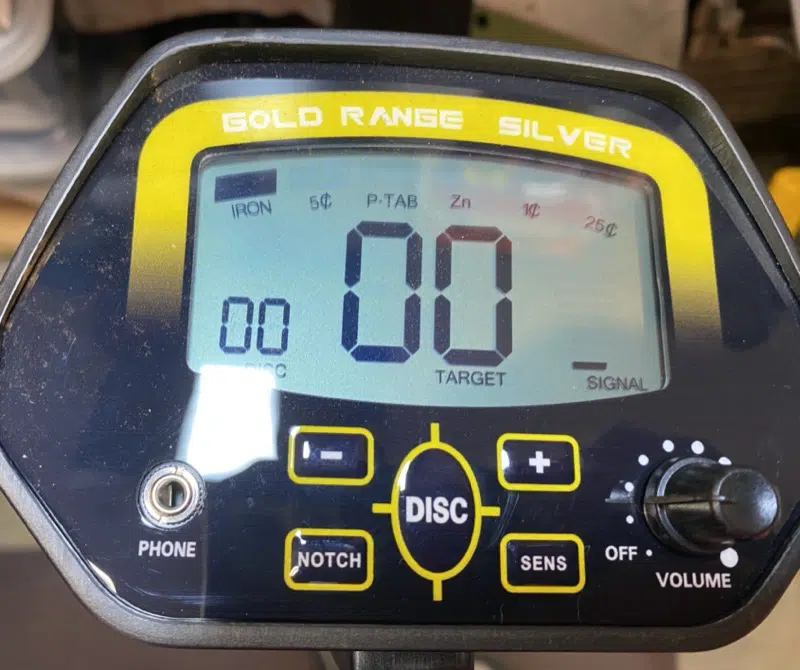 GOLD RANGE SILVER
IRON 5¢ P-TAB Zn 1¢ 25¢
00 00
DISC TARGET SIGNAL
- +
DISC
NOTCH SENS
PHONE OFF VOLUME